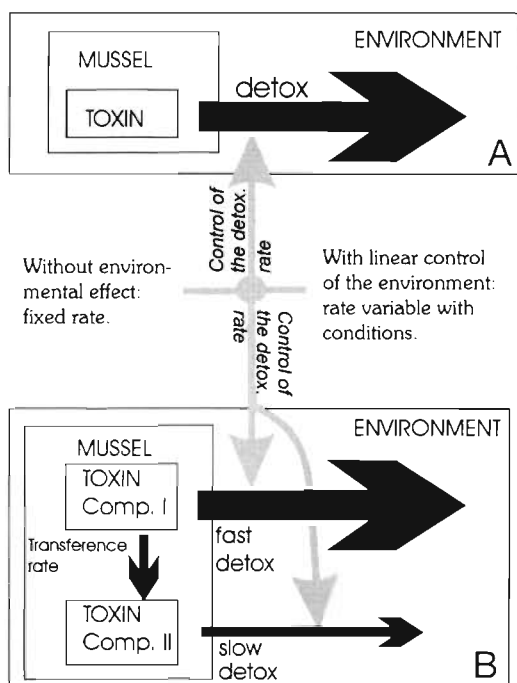 ENVIRONMENT
MUSSEL
detox
TOXIN
A
Control of
the detox.
rate
Without environ-
mental effect:
fixed rate.
With linear control
of the environment:
rate variable with
conditions.
Control of
the detox.
rate
ENVIRONMENT
MUSSEL
TOXIN
Comp. I
fast
detox
Transference
rate
TOXIN
Comp. II
slow
detox
B